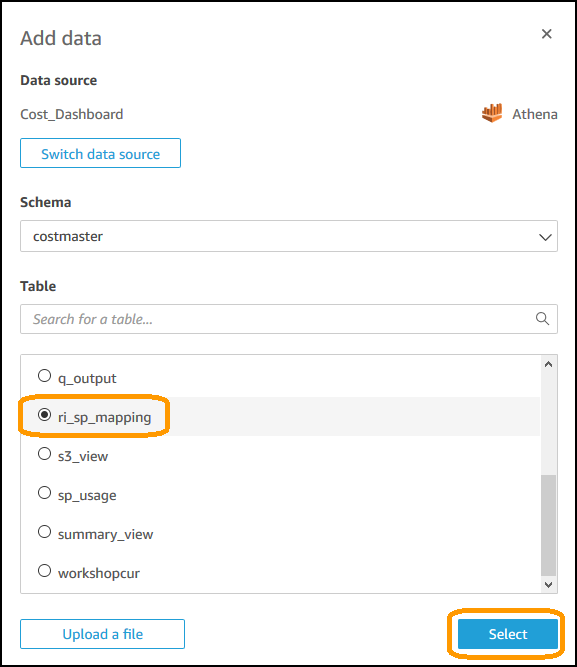 Add data
Data source
Cost_Dashboard
Athena
Switch data source
Schema
costmaster
Table
Search for a table...
q_output
ri_sp_mapping
s3_view
sp_usage
summary_view
workshopcur
Upload a file
Select